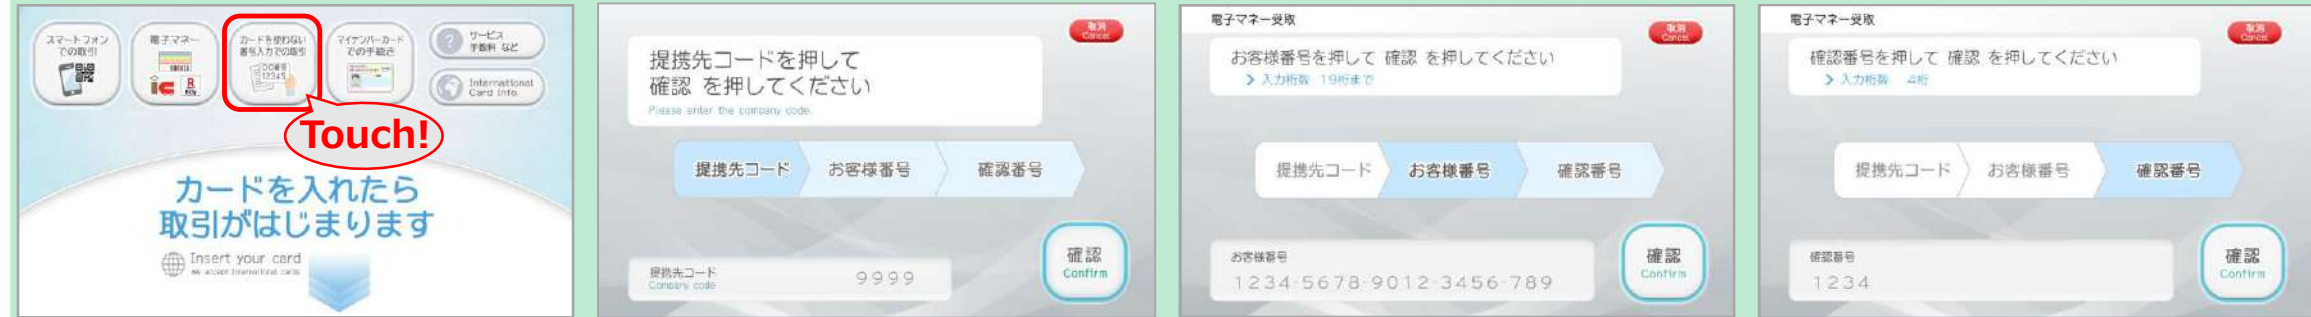 スマートフォン
での取引
電子マネー
カードを使わない
番号入力での取引
マイナンバーカード
での手続き
サービス
手数料 など
International
Card Info.
Touch!
カードを入れたら
取引がはじまります
Insert your card
We accept International cards
取消
Cancel
提携先コードを押して
確認 を押してください
Please enter the company code.
提携先コード
お客様番号
確認番号
提携先コード
Company code
9999
確認
Confirm
電子マネー受取
取消
Cancel
お客様番号を押して 確認 を押してください
> 入力桁数 19桁まで
提携先コード
お客様番号
確認番号
お客様番号
1234-5678-9012-3456-789
確認
Confirm
電子マネー受取
取消
Cancel
確認番号を押して 確認 を押してください
> 入力桁数 4桁
提携先コード
お客様番号
確認番号
確認番号
1234
確認
Confirm